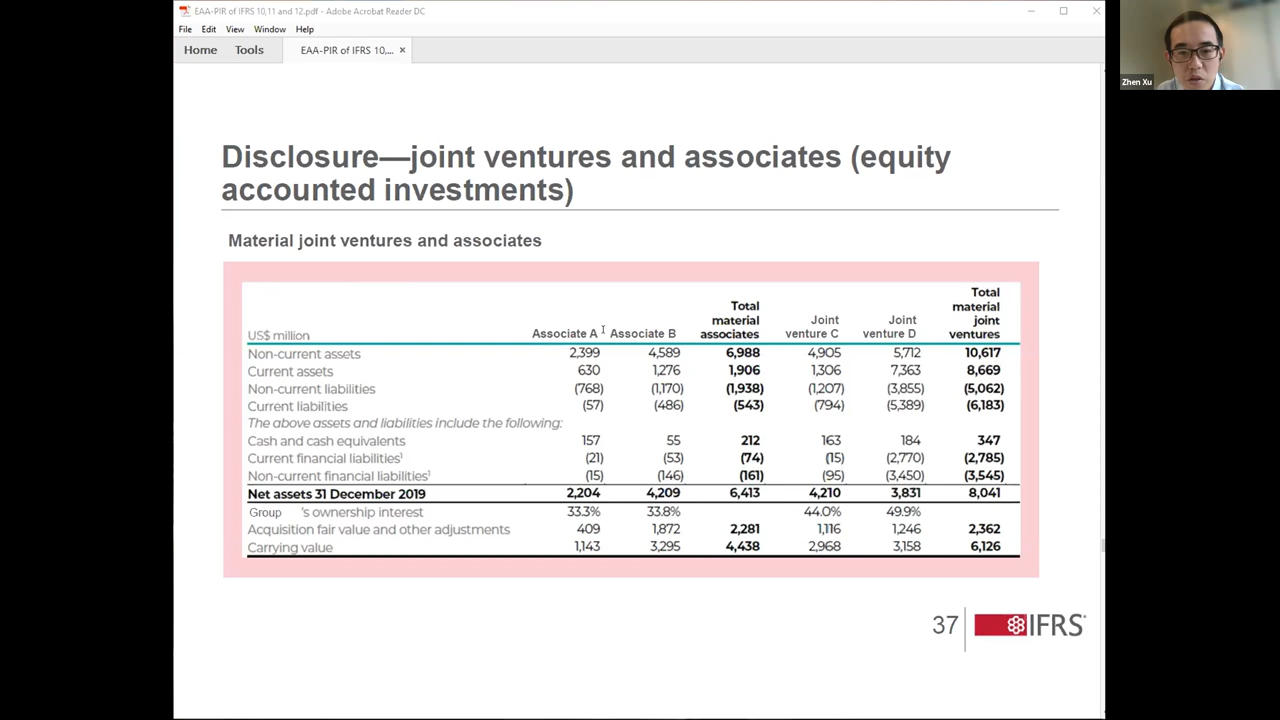 EAA-PIR of IFRS 10,11 and 12.pdf - Adobe Acrobat Reader DC
File Edit View Window Help
Home Tools EAA-PIR of IFRS 10,... ×
Zhen Xu
Disclosure—joint ventures and associates (equity
accounted investments)
Material joint ventures and associates
US$ million Associate A Associate B Total material associates Joint venture C Joint venture D Total material joint ventures
Non-current assets 2,399 4,589 6,988 4,905 5,712 10,617
Current assets 630 1,276 1,906 1,306 7,363 8,669
Non-current liabilities (768) (1,170) (1,938) (1,207) (3,855) (5,062)
Current liabilities (57) (486) (543) (794) (5,389) (6,183)
The above assets and liabilities include the following:
Cash and cash equivalents 157 55 212 163 184 347
Current financial liabilities¹ (21) (53) (74) (15) (2,770) (2,785)
Non-current financial liabilities¹ (15) (146) (161) (95) (3,450) (3,545)
Net assets 31 December 2019 2,204 4,209 6,413 4,210 3,831 8,041
Group 's ownership interest 33.3% 33.8% 44.0% 49.9%
Acquisition fair value and other adjustments 409 1,872 2,281 1,116 1,246 2,362
Carrying value 1,143 3,295 4,438 2,968 3,158 6,126
37 IFRS®